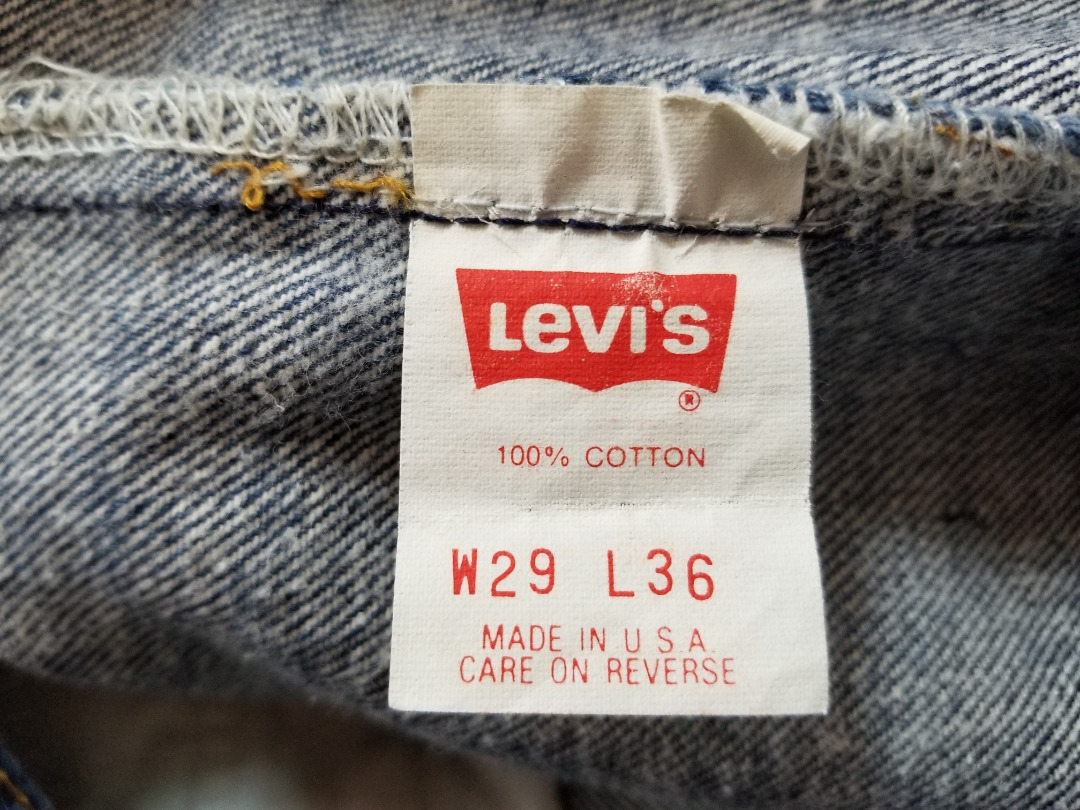 Levi's
®
100% COTTON
W29 L36
MADE IN U S A.
CARE ON REVERSE